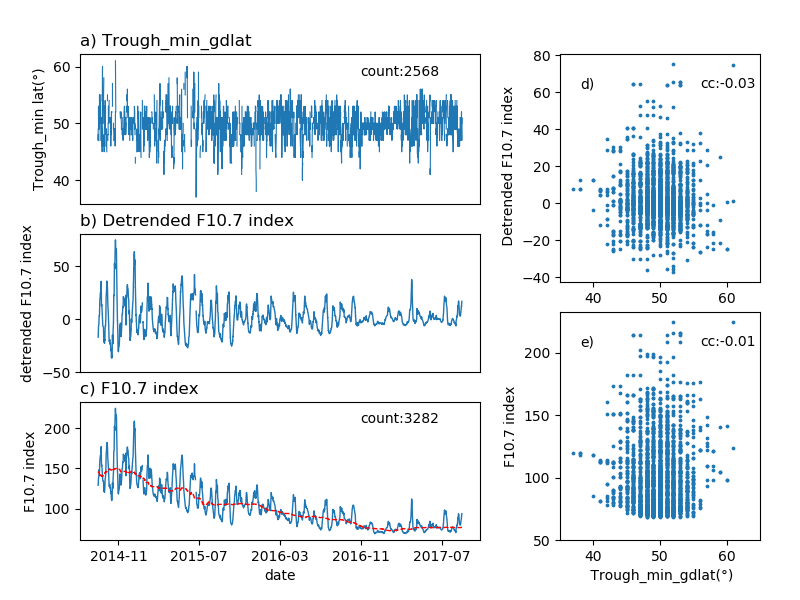 a) Trough_min_gdlat
count:2568
Trough_min lat(°)
60
50
40
b) Detrended F10.7 index
detrended F10.7 index
50
0
−50
c) F10.7 index
count:3282
F10.7 index
200
150
100
2014-11 2015-07 2016-03 2016-11 2017-07
date
d) cc:-0.03
Detrended F10.7 index
80
60
40
20
0
−20
−40
40 50 60
e) cc:-0.01
F10.7 index
200
150
100
50
40 50 60
Trough_min_gdlat(°)